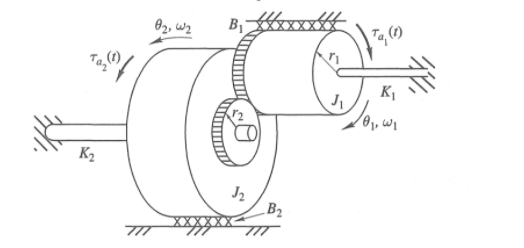 θ₂, ω₂
B₁
τₐ₁(t)
τₐ₂(t)
r₁
K₁
J₁
θ₁, ω₁
r₂
K₂
J₂
B₂